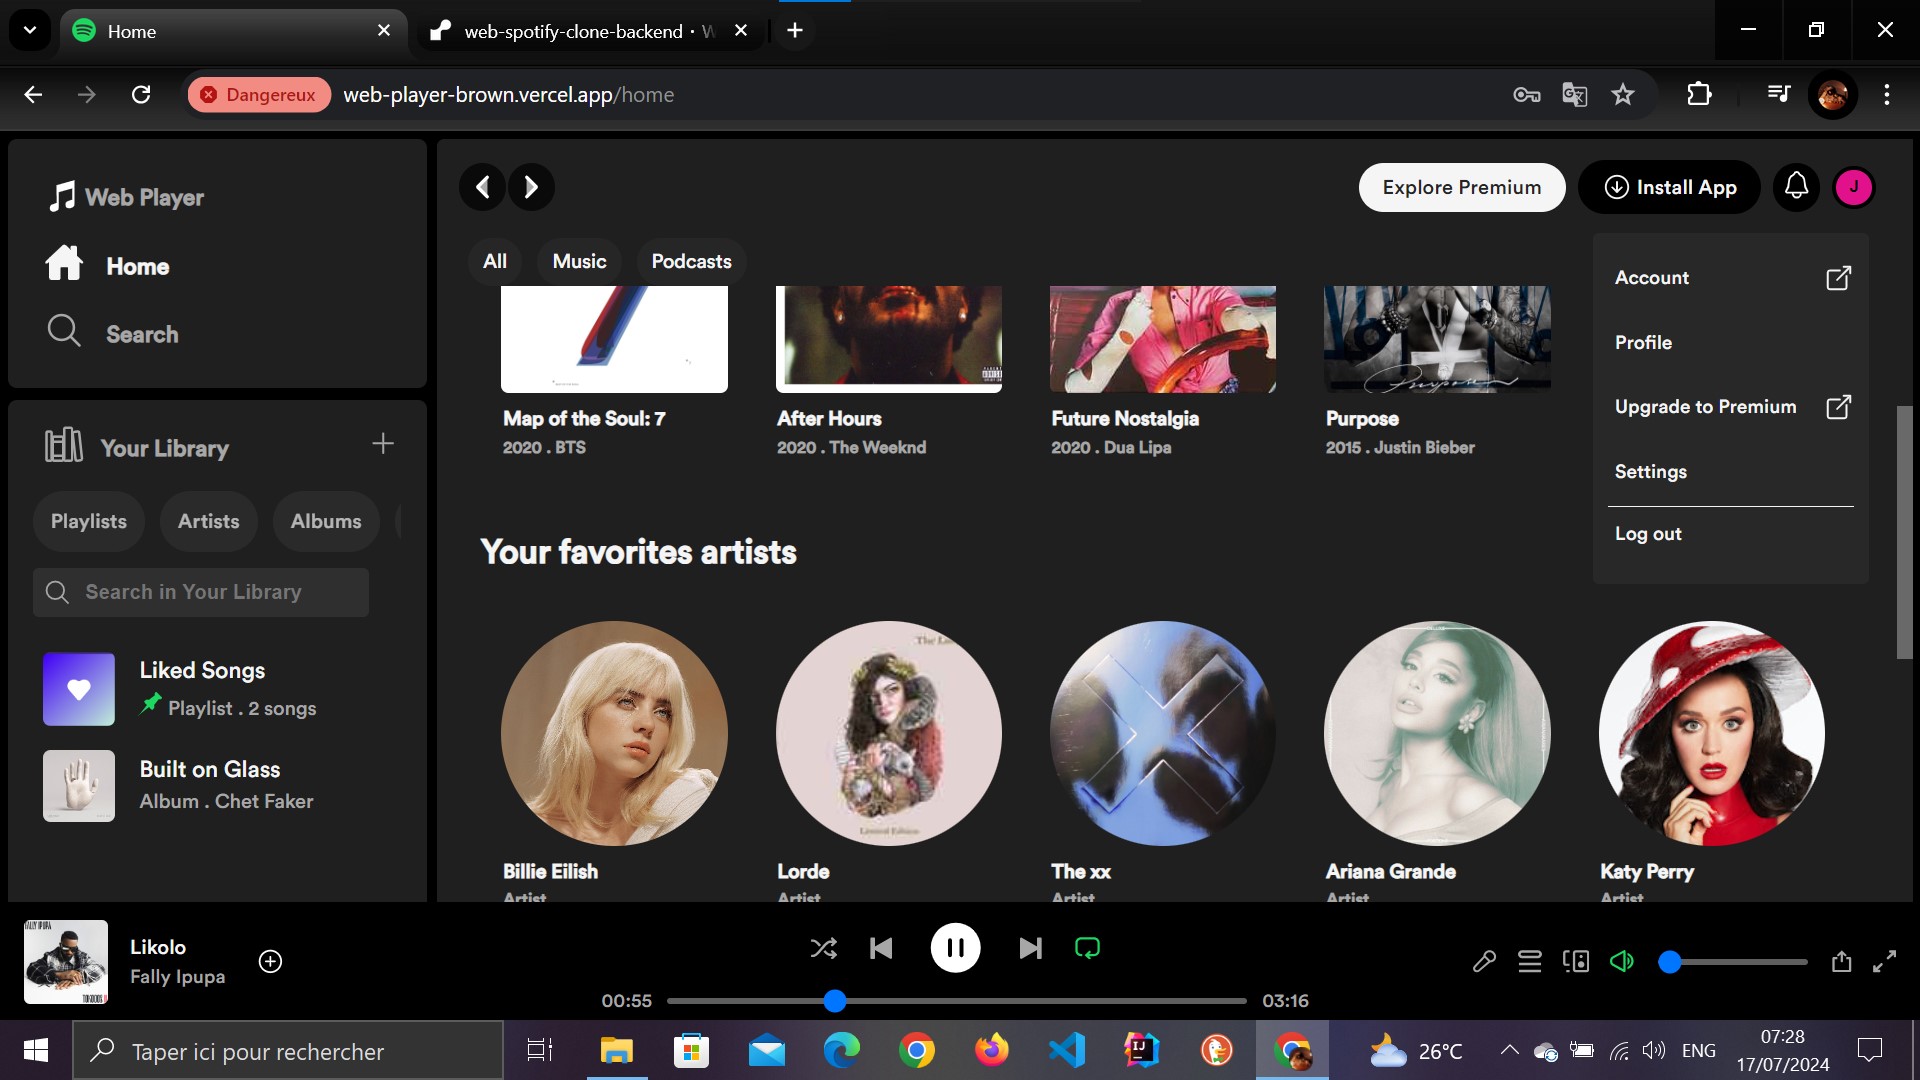 Home
web-spotify-clone-backend · W
Dangereux
web-player-brown.vercel.app/home
Web Player
Home
Search
Explore Premium
Install App
J
All
Music
Podcasts
Account
Profile
Upgrade to Premium
Settings
Log out
Map of the Soul: 7
2020 . BTS
After Hours
2020 . The Weeknd
Future Nostalgia
2020 . Dua Lipa
Purpose
Purpose
2015 . Justin Bieber
Your Library
Playlists
Artists
Albums
Search in Your Library
Liked Songs
Playlist . 2 songs
Built on Glass
Album . Chet Faker
Your favorites artists
Limited Edition
Billie Eilish
Artist
Lorde
Artist
The xx
Artist
Ariana Grande
Artist
Katy Perry
Artist
FALLY IPUPA
Likolo
Fally Ipupa
00:55
03:16
Taper ici pour rechercher
26°C
ENG
07:28
17/07/2024